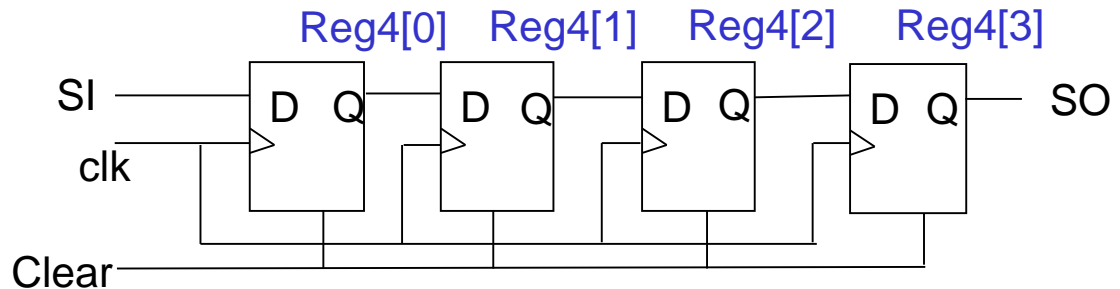 Reg4[0] Reg4[1] Reg4[2] Reg4[3]
SI D Q D Q D Q D Q SO
clk
Clear